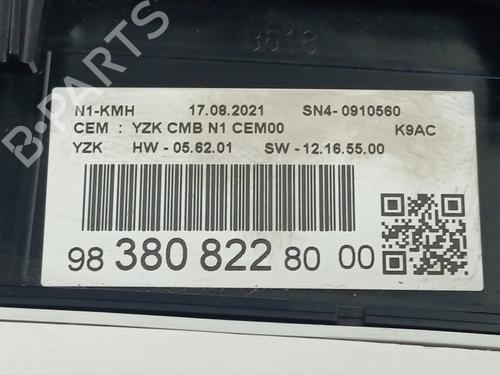 8618
N1-KMH 17.08.2021 SN4- 0910560
CEM : YZK CMB N1 CEM00 K9AC
YZK HW - 05.62.01 SW - 12.16.55.00
98 380 822 80 00